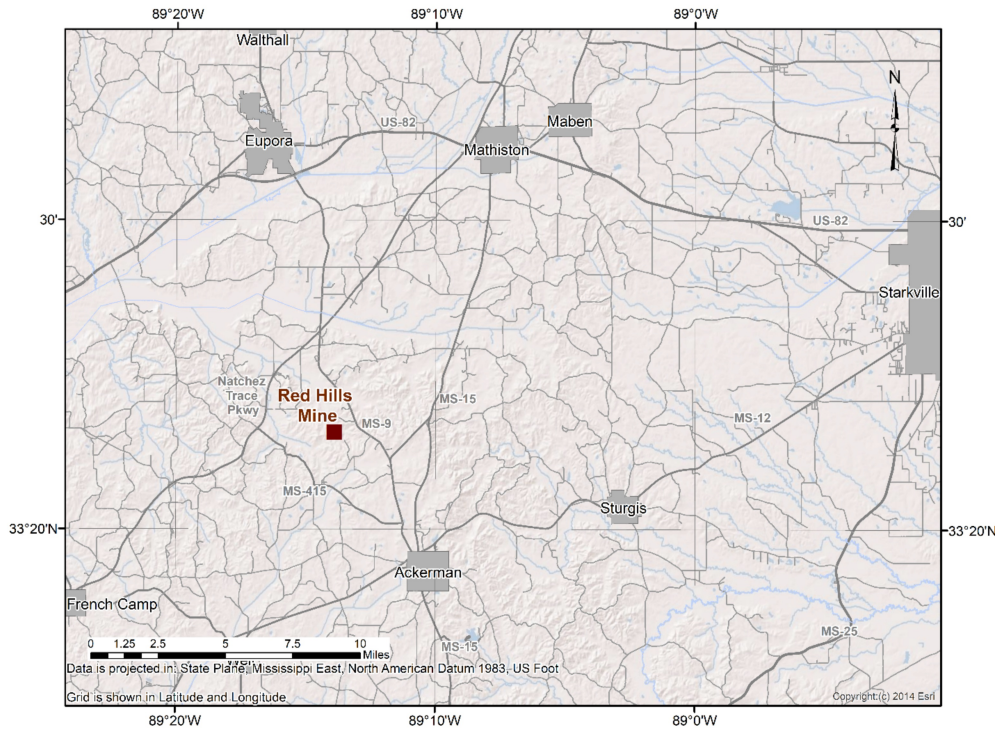 89°20'W 89°10'W 89°0'W
Walthall
N
Maben
US-82
Eupora
Mathiston
30'
US-82
30'
Starkville
Natchez
Trace
Pkwy
Red Hills
Mine
MS-15
MS-9
MS-12
MS-415
Sturgis
33°20'N
33°20'N
Ackerman
French Camp
MS-25
0 1.25 2.5 5 7.5 10
Miles
MS-15
Data is projected in: State Plane, Mississippi East, North American Datum 1983, US Foot
Grid is shown in Latitude and Longitude
Copyright:(c) 2014 Esri
89°20'W 89°10'W 89°0'W